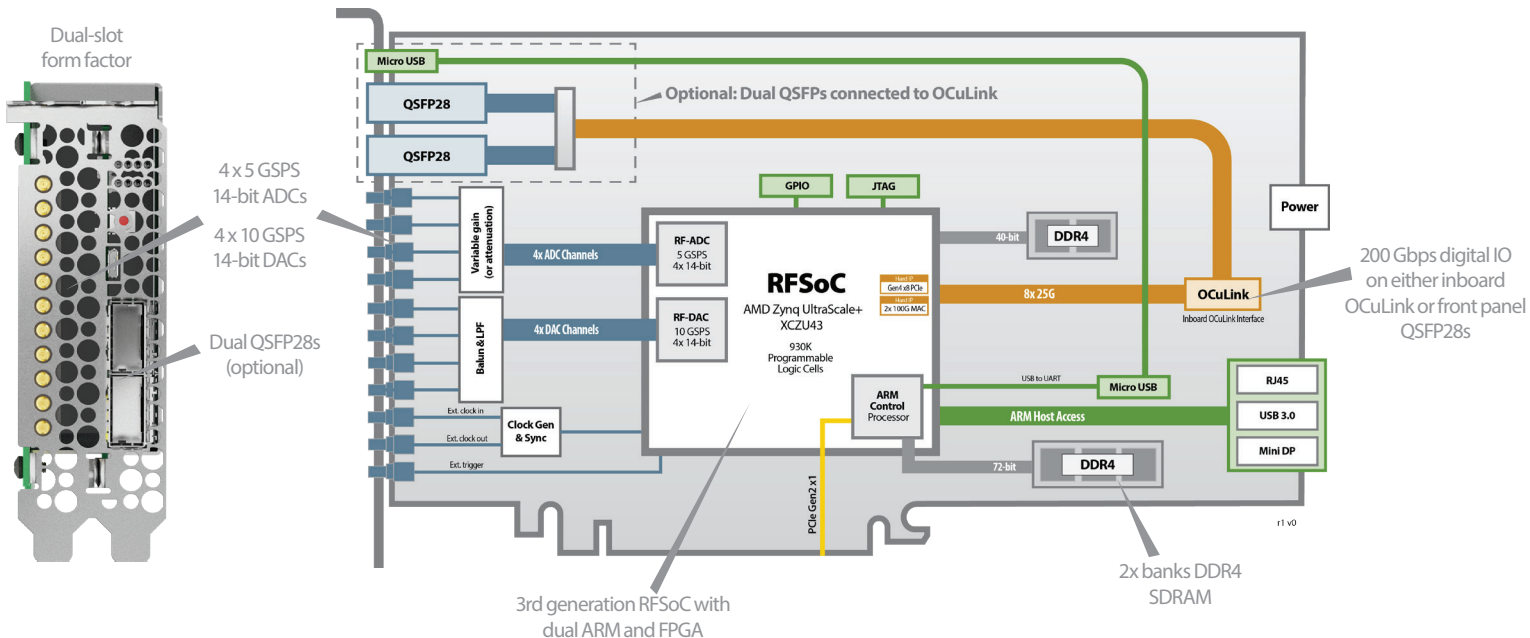 Dual-slot
form factor
4 x 5 GSPS
14-bit ADCs
4 x 10 GSPS
14-bit DACs
Dual QSFP28s
(optional)
Micro USB
QSFP28
QSFP28
Optional: Dual QSFPs connected to OCuLink
Variable gain
(or attenuation)
4x ADC Channels
RF-ADC
5 GSPS
4x 14-bit
Balun & LPF
4x DAC Channels
RF-DAC
10 GSPS
4x 14-bit
Ext. clock in
Ext. clock out
Clock Gen
& Sync
Ext. trigger
GPIO
JTAG
RFSoC
AMD Zynq UltraScale+
XCZU43
930K
Programmable
Logic Cells
Hard IP
Gen4 x8 PCIe
Hard IP
2x 100G MAC
ARM
Control
Processor
40-bit
DDR4
8x 25G
OCuLink
Inboard OCuLink Interface
Power
200 Gbps digital IO
on either inboard
OCuLink or front panel
QSFP28s
USB to UART
Micro USB
ARM Host Access
RJ45
USB 3.0
Mini DP
72-bit
DDR4
PCIe Gen2 x1
r1 v0
2x banks DDR4
SDRAM
3rd generation RFSoC with
dual ARM and FPGA